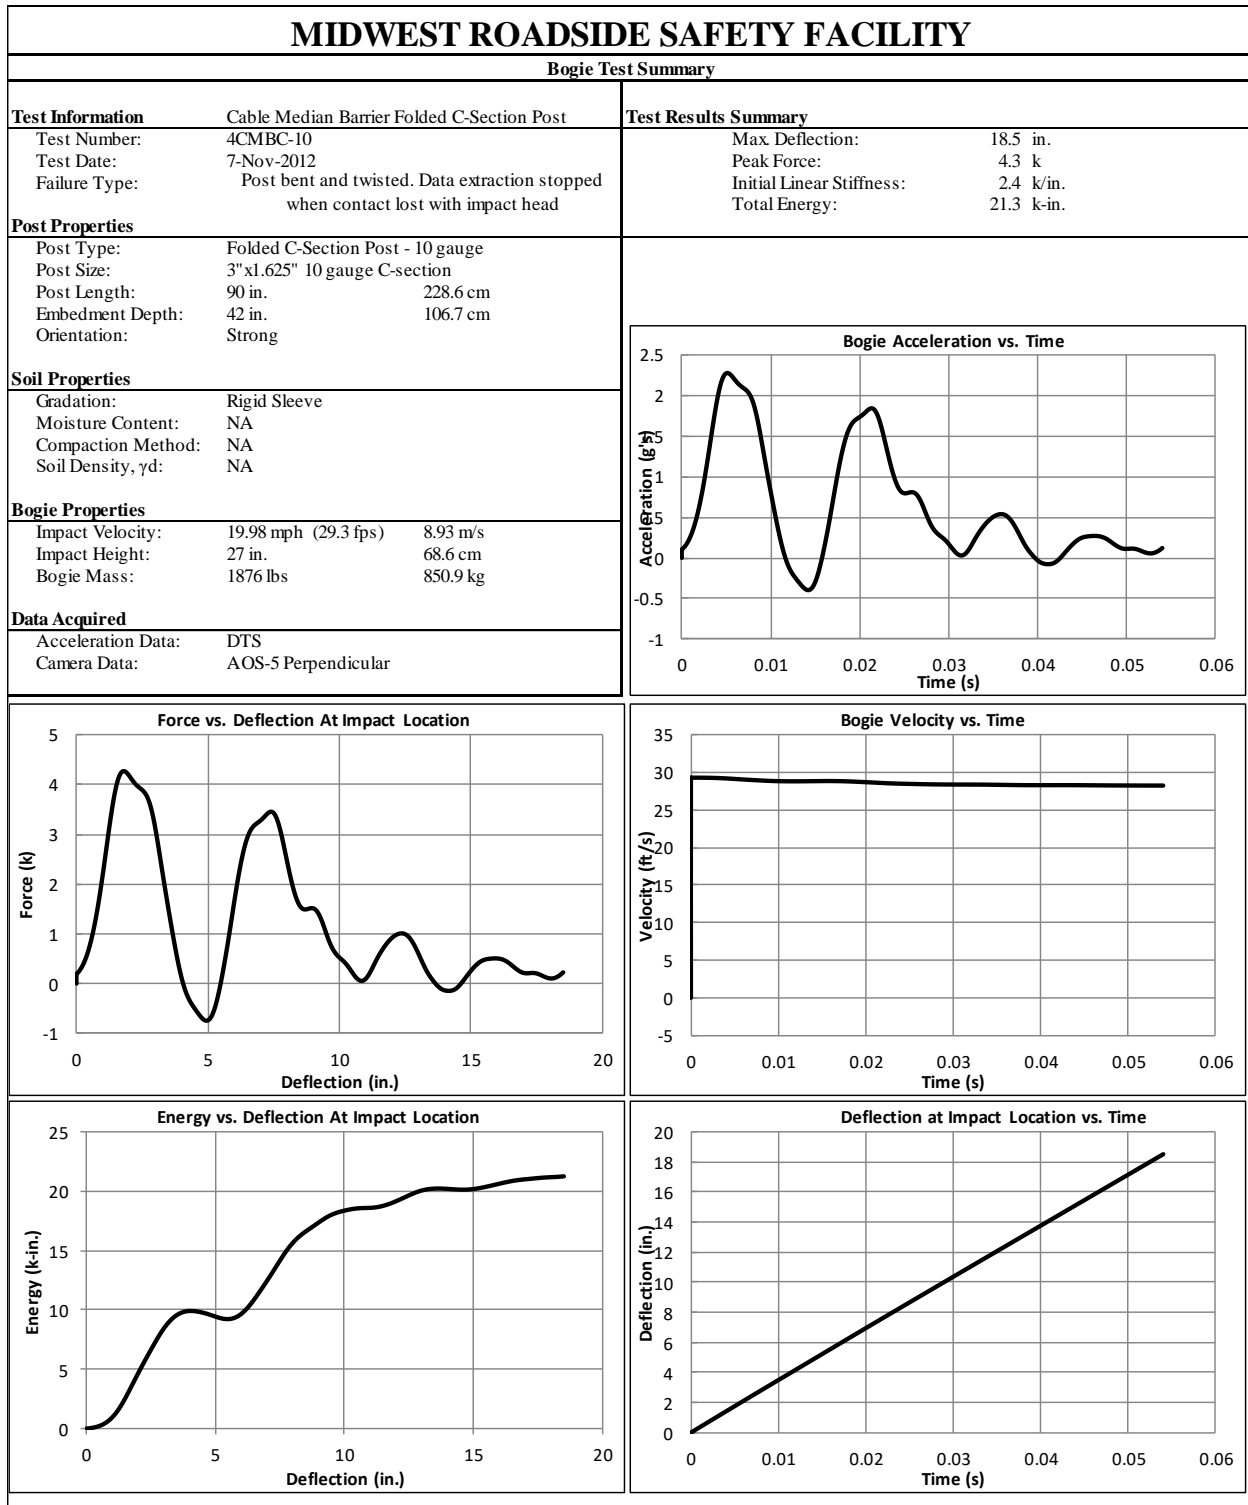 MIDWEST ROADSIDE SAFETY FACILITY
Bogie Test Summary
Test Information Cable Median Barrier Folded C-Section Post
Test Number: 4CMBC-10
Test Date: 7-Nov-2012
Failure Type: Post bent and twisted. Data extraction stopped
when contact lost with impact head
Post Properties
Post Type: Folded C-Section Post - 10 gauge
Post Size: 3"x1.625" 10 gauge C-section
Post Length: 90 in. 228.6 cm
Embedment Depth: 42 in. 106.7 cm
Orientation: Strong
Soil Properties
Gradation: Rigid Sleeve
Moisture Content: NA
Compaction Method: NA
Soil Density, γd: NA
Bogie Properties
Impact Velocity: 19.98 mph (29.3 fps) 8.93 m/s
Impact Height: 27 in. 68.6 cm
Bogie Mass: 1876 lbs 850.9 kg
Data Acquired
Acceleration Data: DTS
Camera Data: AOS-5 Perpendicular
Test Results Summary
Max. Deflection: 18.5 in.
Peak Force: 4.3 k
Initial Linear Stiffness: 2.4 k/in.
Total Energy: 21.3 k-in.
Bogie Acceleration vs. Time
Acceleration (g's)
2.5
2
1.5
1
0.5
0
-0.5
-1
0 0.01 0.02 0.03 0.04 0.05 0.06
Time (s)
Force vs. Deflection At Impact Location
Force (k)
5
4
3
2
1
0
-1
0 5 10 15 20
Deflection (in.)
Bogie Velocity vs. Time
Velocity (ft/s)
35
30
25
20
15
10
5
0
-5
0 0.01 0.02 0.03 0.04 0.05 0.06
Time (s)
Energy vs. Deflection At Impact Location
Energy (k-in.)
25
20
15
10
5
0
0 5 10 15 20
Deflection (in.)
Deflection at Impact Location vs. Time
Deflection (in.)
20
18
16
14
12
10
8
6
4
2
0
0 0.01 0.02 0.03 0.04 0.05 0.06
Time (s)